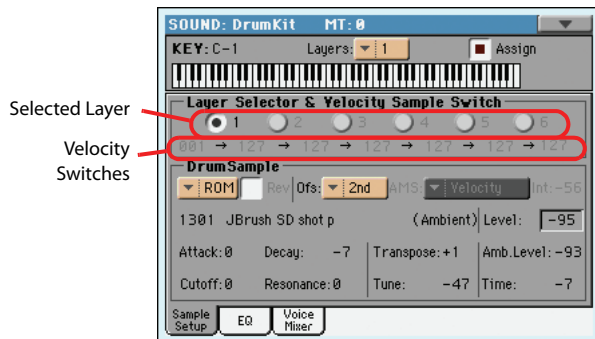 SOUND: DrumKit MT: 0
KEY: C-1 Layers: 1 Assign
Layer Selector & Velocity Sample Switch
Selected Layer
1 2 3 4 5 6
Velocity Switches
001 → 127 → 127 → 127 → 127 → 127 → 127
DrumSample
ROM Rev Ofs: 2nd AMS: Velocity Int:-56
1301 JBrush SD shot p (Ambient) Level: -95
Attack:0 Decay: -7 Transpose:+1 Amb.Level:-93
Cutoff:0 Resonance:0 Tune: -47 Time: -7
Sample Setup EQ Voice Mixer